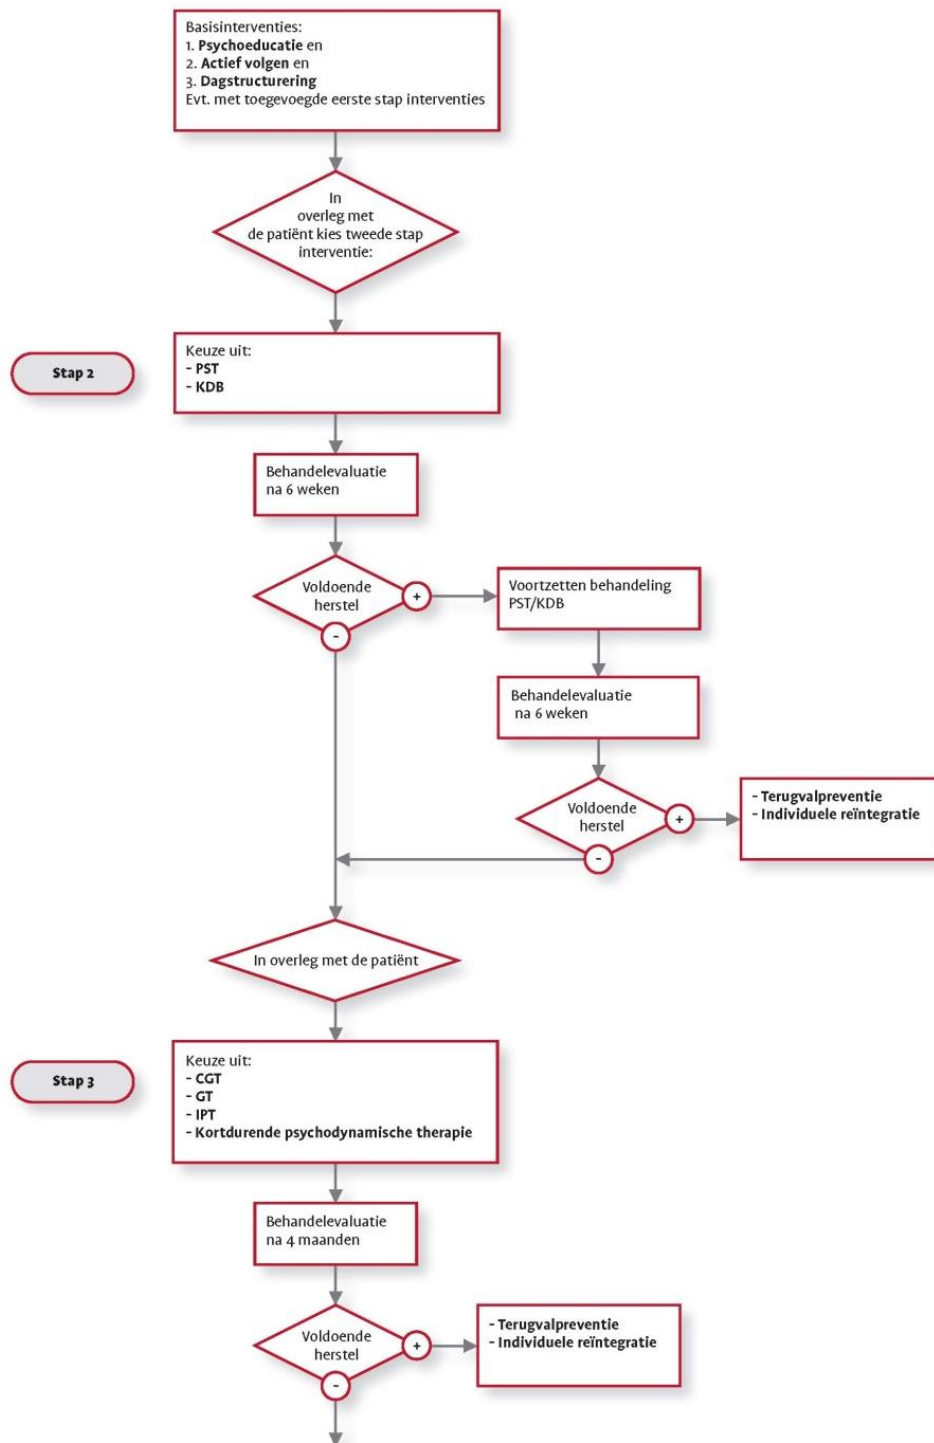 Basisinterventies:
1. Psychoeducatie en
2. Actief volgen en
3. Dagstructurering
Evt. met toegevoegde eerste stap interventies
In
overleg met
de patiënt kies tweede stap
interventie:
Stap 2
Keuze uit:
- PST
- KDB
Behandelevaluatie
na 6 weken
Voldoende
herstel
+
-
Voortzetten behandeling
PST/KDB
Behandelevaluatie
na 6 weken
Voldoende
herstel
+
-
- Terugvalpreventie
- Individuele reïntegratie
In overleg met de patiënt
Stap 3
Keuze uit:
- CGT
- GT
- IPT
- Kortdurende psychodynamische therapie
Behandelevaluatie
na 4 maanden
Voldoende
herstel
+
-
- Terugvalpreventie
- Individuele reïntegratie